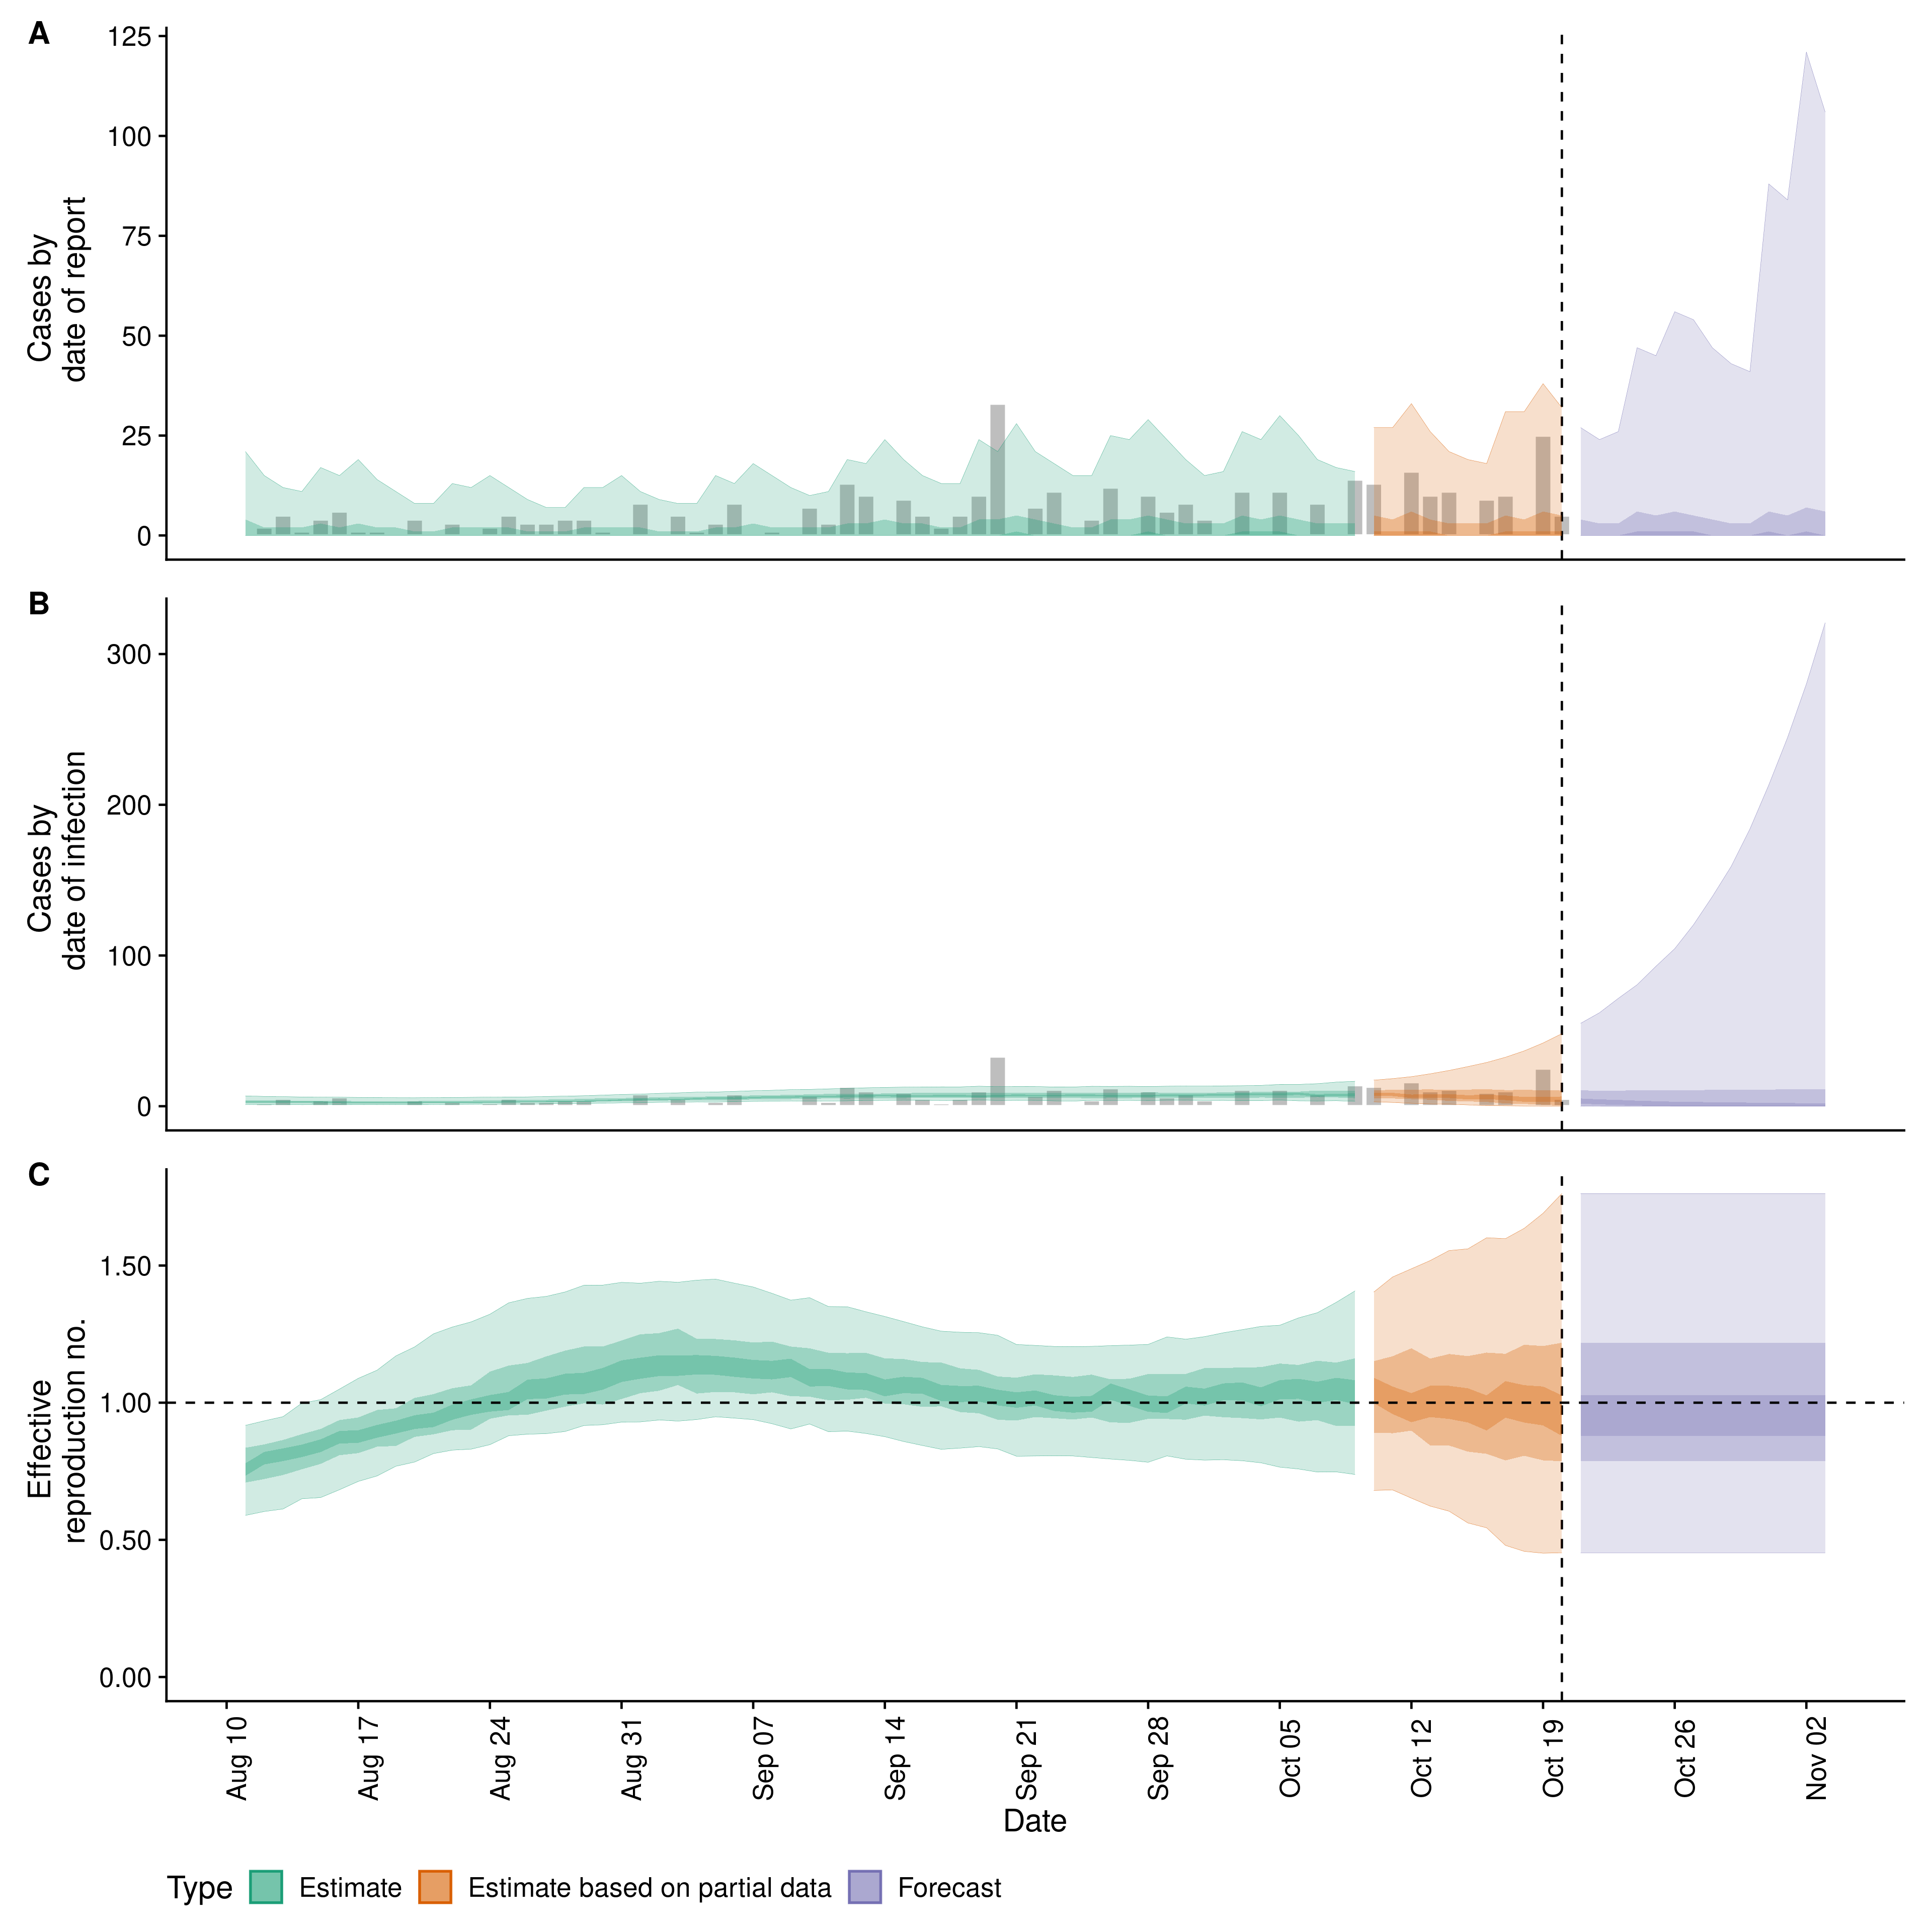 A
Cases by
date of report
125
100
75
50
25
0
B
Cases by
date of infection
300
200
100
0
C
Effective
reproduction no.
1.50
1.00
0.50
0.00
Aug 10
Aug 17
Aug 24
Aug 31
Sep 07
Sep 14
Sep 21
Sep 28
Oct 05
Oct 12
Oct 19
Oct 26
Nov 02
Date
Type Estimate Estimate based on partial data Forecast